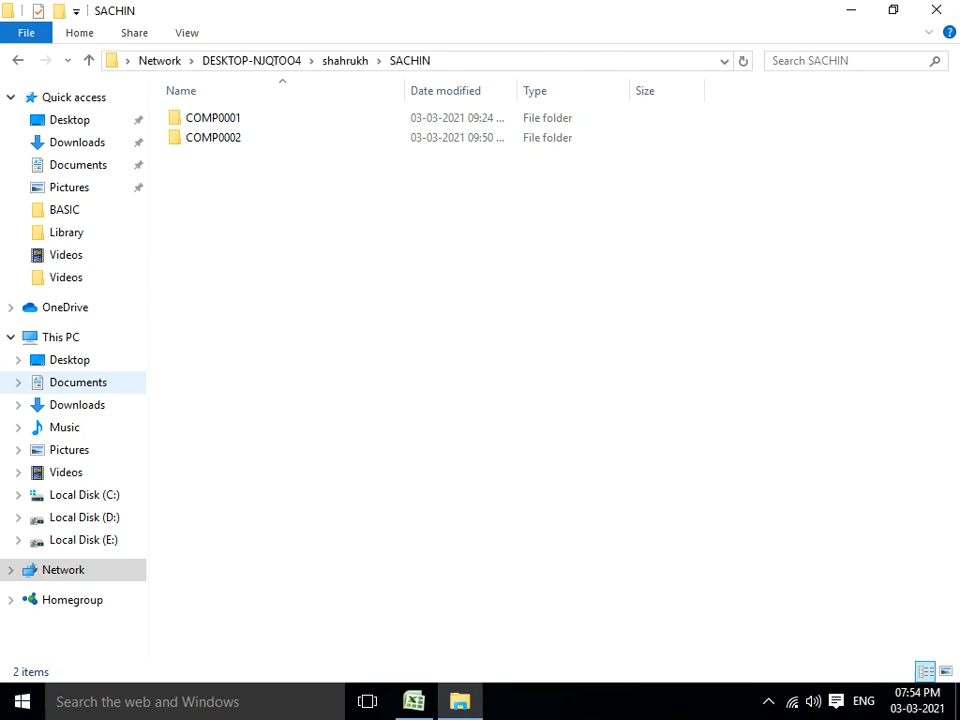 SACHIN
File Home Share View
Network DESKTOP-NJQTOO4 shahrukh SACHIN
Search SACHIN
Name Date modified Type Size
COMP0001 03-03-2021 09:24 ... File folder
COMP0002 03-03-2021 09:50 ... File folder
Quick access
Desktop
Downloads
Documents
Pictures
BASIC
Library
Videos
Videos
OneDrive
This PC
Desktop
Documents
Downloads
Music
Pictures
Videos
Local Disk (C:)
Local Disk (D:)
Local Disk (E:)
Network
Homegroup
2 items
Search the web and Windows
ENG
07:54 PM
03-03-2021